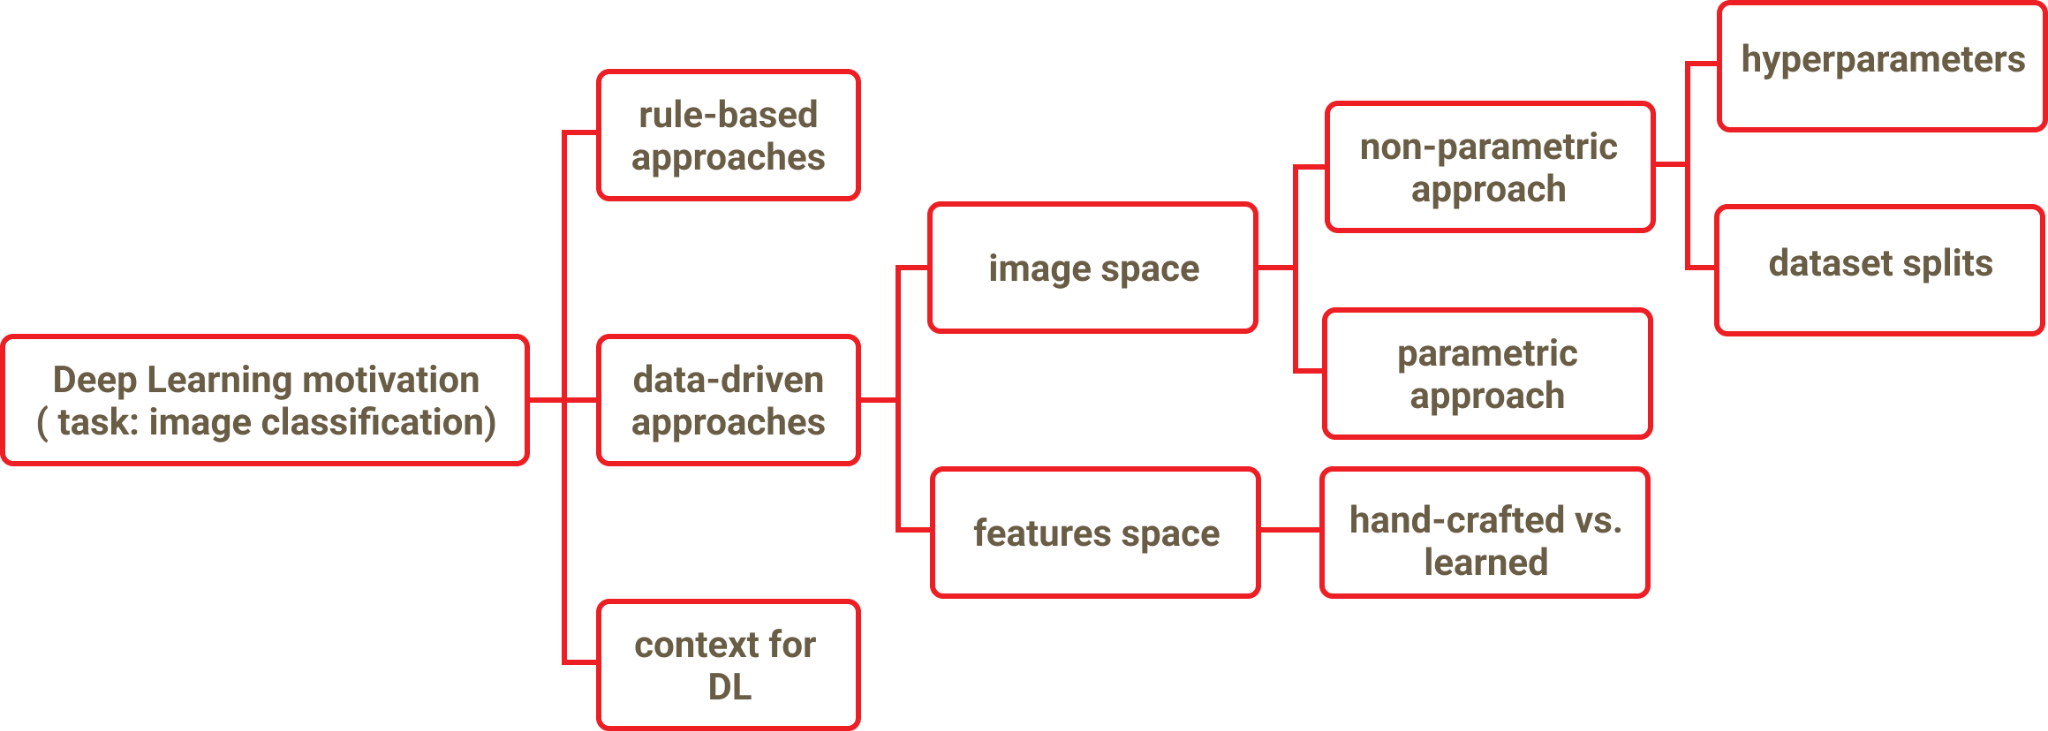 Deep Learning motivation
( task: image classification)
rule-based
approaches
data-driven
approaches
context for
DL
image space
features space
non-parametric
approach
parametric
approach
hand-crafted vs.
learned
hyperparameters
dataset splits